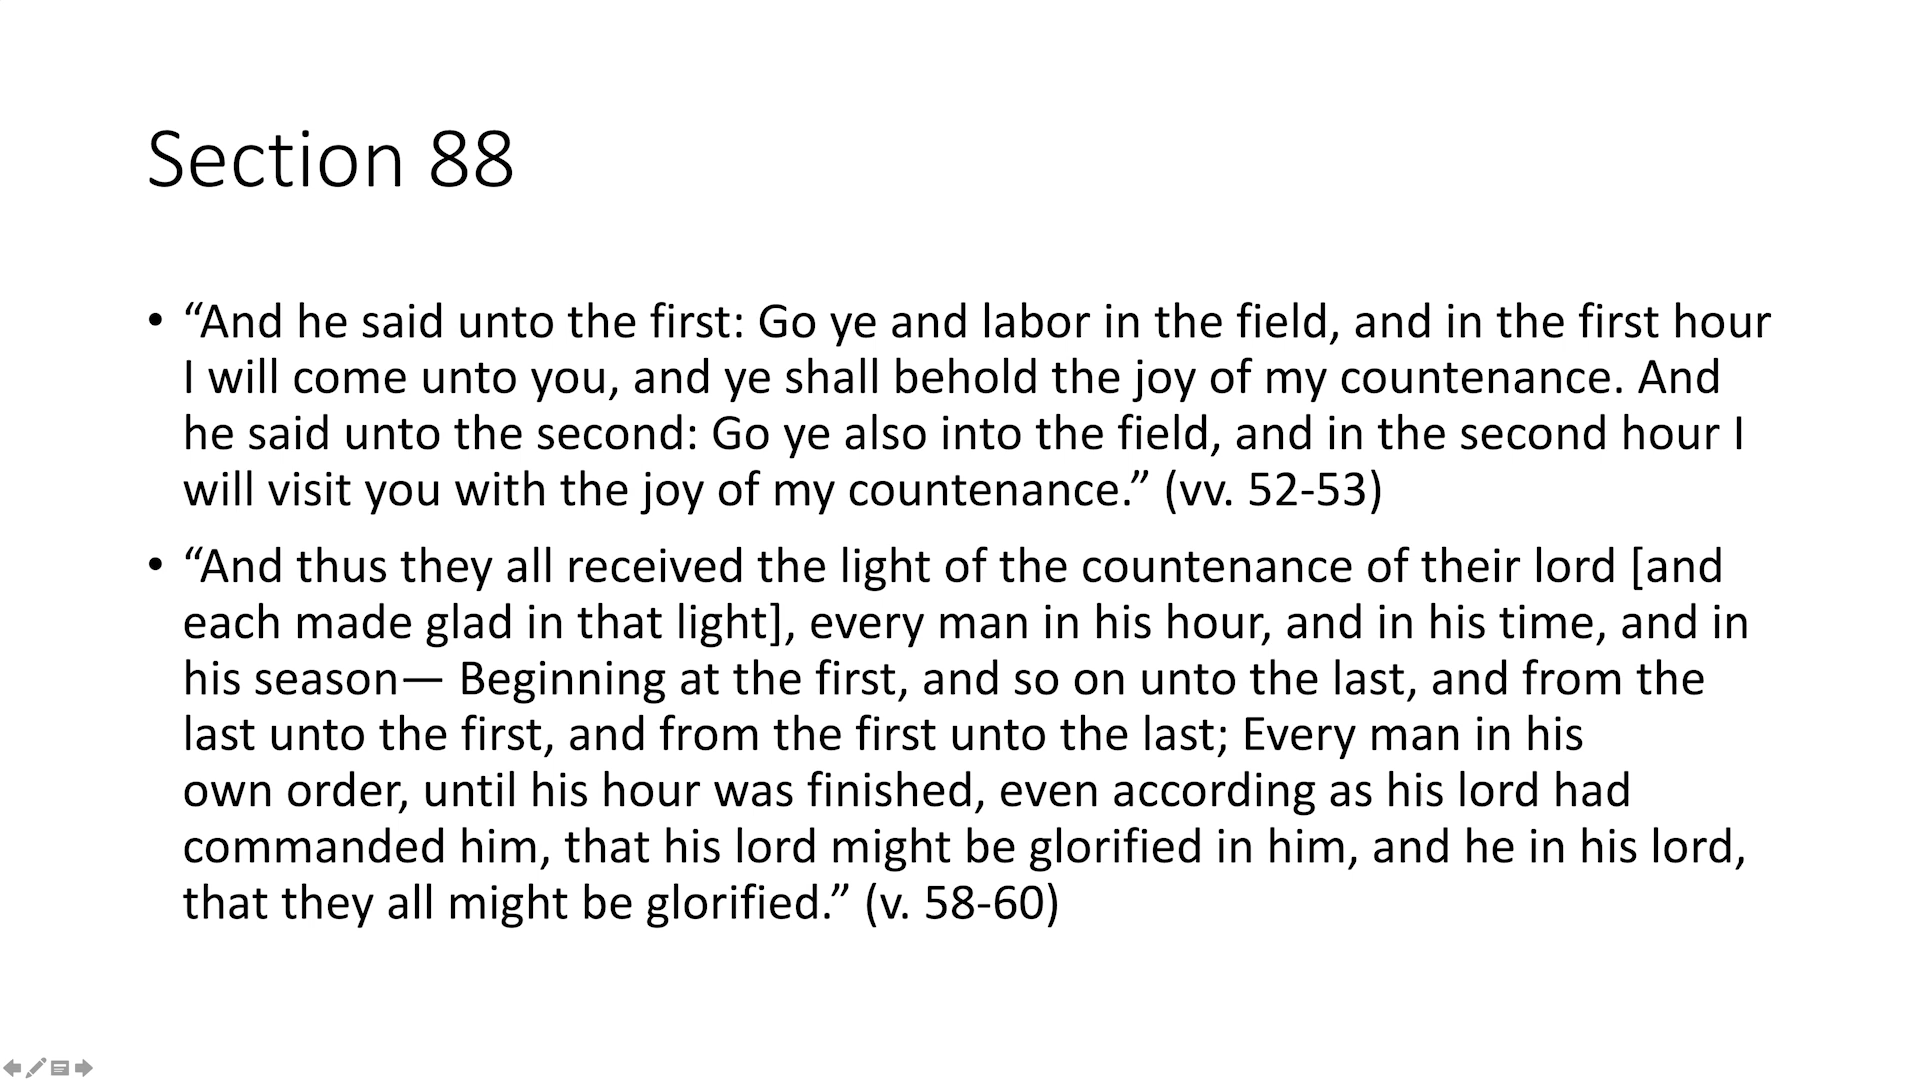 Section 88
• “And he said unto the first: Go ye and labor in the field, and in the first hour
I will come unto you, and ye shall behold the joy of my countenance. And
he said unto the second: Go ye also into the field, and in the second hour I
will visit you with the joy of my countenance.” (vv. 52-53)
• “And thus they all received the light of the countenance of their lord [and
each made glad in that light], every man in his hour, and in his time, and in
his season— Beginning at the first, and so on unto the last, and from the
last unto the first, and from the first unto the last; Every man in his
own order, until his hour was finished, even according as his lord had
commanded him, that his lord might be glorified in him, and he in his lord,
that they all might be glorified.” (v. 58-60)